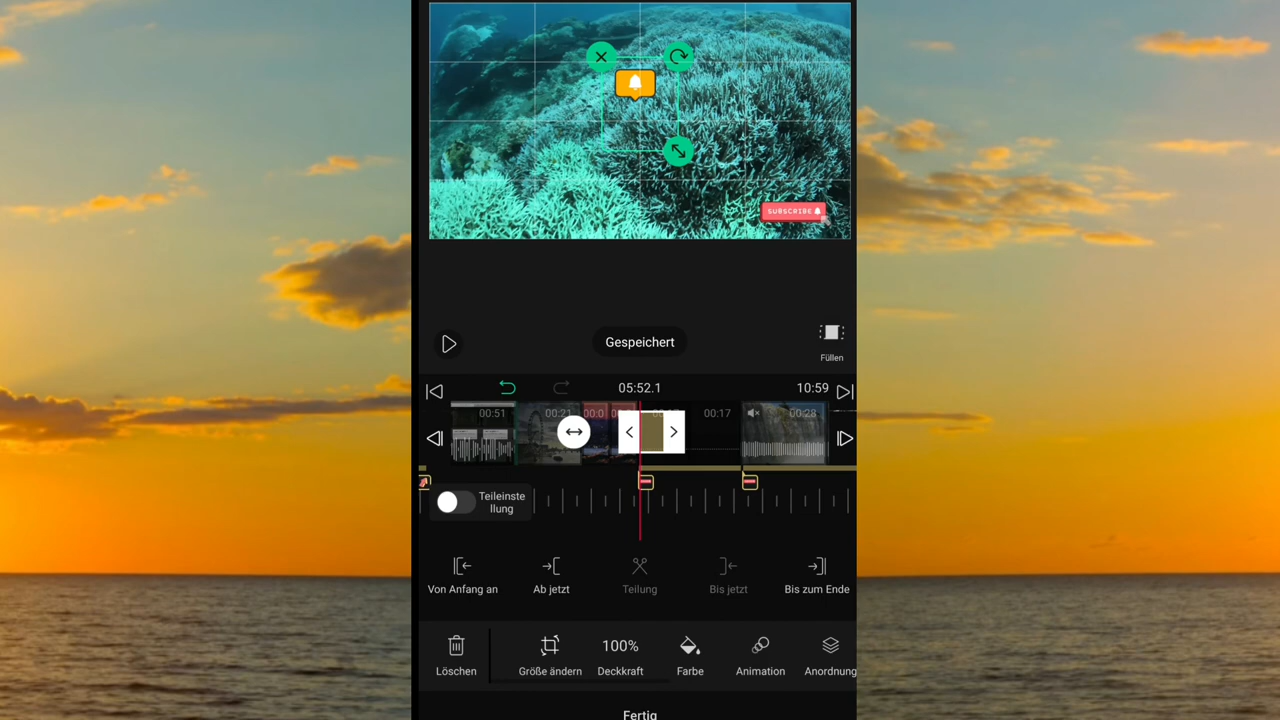 SUBSCRIBE
Gespeichert
Füllen
05:52.1
10:59
00:51
00:21
00:0
00:17
00:28
Teileinste
llung
Von Anfang an
Ab jetzt
Teilung
Bis jetzt
Bis zum Ende
100%
Löschen
Größe ändern
Deckkraft
Farbe
Animation
Anordnung
Fertig